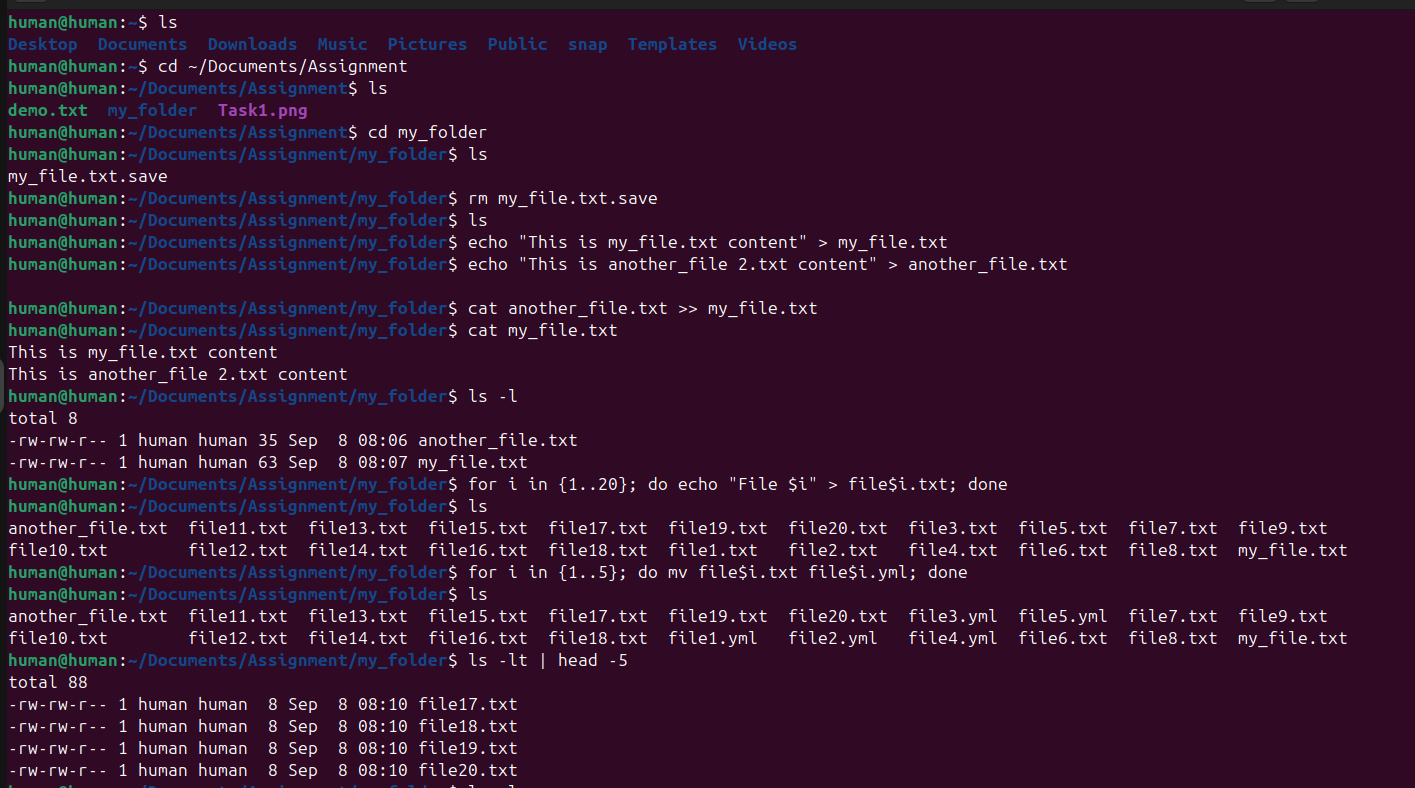 human@human:~$ ls
Desktop  Documents  Downloads  Music  Pictures  Public  snap  Templates  Videos
human@human:~$ cd ~/Documents/Assignment
human@human:~/Documents/Assignment$ ls
demo.txt  my_folder  Task1.png
human@human:~/Documents/Assignment$ cd my_folder
human@human:~/Documents/Assignment/my_folder$ ls
my_file.txt.save
human@human:~/Documents/Assignment/my_folder$ rm my_file.txt.save
human@human:~/Documents/Assignment/my_folder$ ls
human@human:~/Documents/Assignment/my_folder$ echo "This is my_file.txt content" > my_file.txt
human@human:~/Documents/Assignment/my_folder$ echo "This is another_file 2.txt content" > another_file.txt
human@human:~/Documents/Assignment/my_folder$ cat another_file.txt >> my_file.txt
human@human:~/Documents/Assignment/my_folder$ cat my_file.txt
This is my_file.txt content
This is another_file 2.txt content
human@human:~/Documents/Assignment/my_folder$ ls -l
total 8
-rw-rw-r-- 1 human human 35 Sep  8 08:06 another_file.txt
-rw-rw-r-- 1 human human 63 Sep  8 08:07 my_file.txt
human@human:~/Documents/Assignment/my_folder$ for i in {1..20}; do echo "File $i" > file$i.txt; done
human@human:~/Documents/Assignment/my_folder$ ls
another_file.txt  file11.txt  file13.txt  file15.txt  file17.txt  file19.txt  file20.txt  file3.txt  file5.txt  file7.txt  file9.txt
file10.txt        file12.txt  file14.txt  file16.txt  file18.txt  file1.txt   file2.txt   file4.txt  file6.txt  file8.txt  my_file.txt
human@human:~/Documents/Assignment/my_folder$ for i in {1..5}; do mv file$i.txt file$i.yml; done
human@human:~/Documents/Assignment/my_folder$ ls
another_file.txt  file11.txt  file13.txt  file15.txt  file17.txt  file19.txt  file20.txt  file3.yml  file5.yml  file7.txt  file9.txt
file10.txt        file12.txt  file14.txt  file16.txt  file18.txt  file1.yml   file2.yml   file4.yml  file6.txt  file8.txt  my_file.txt
human@human:~/Documents/Assignment/my_folder$ ls -lt | head -5
total 88
-rw-rw-r-- 1 human human  8 Sep  8 08:10 file17.txt
-rw-rw-r-- 1 human human  8 Sep  8 08:10 file18.txt
-rw-rw-r-- 1 human human  8 Sep  8 08:10 file19.txt
-rw-rw-r-- 1 human human  8 Sep  8 08:10 file20.txt